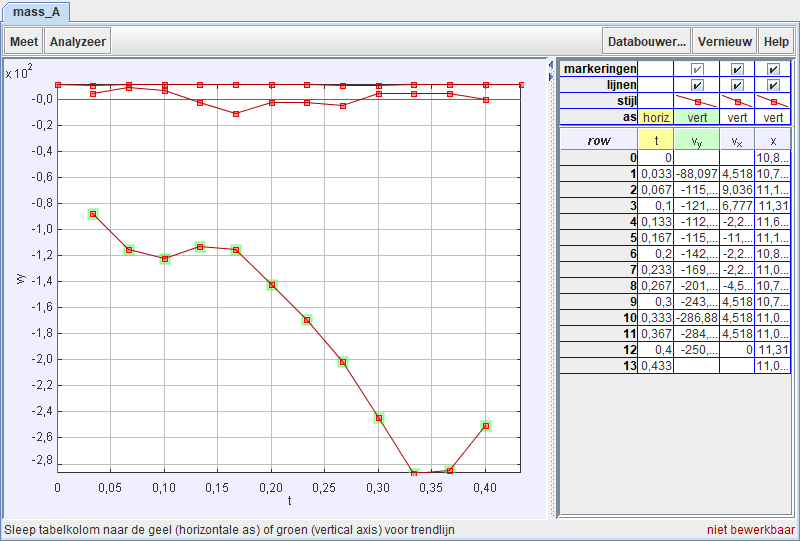 mass_A
Meet Analyzeer Databouwer... Vernieuw Help
x 10²
-0,0
-0,2
-0,4
-0,6
-0,8
-1,0
-1,2
-1,4
-1,6
-1,8
-2,0
-2,2
-2,4
-2,6
-2,8
vy
0 0,05 0,10 0,15 0,20 0,25 0,30 0,35 0,40
t
markeringen
lijnen
stijl
as horiz vert vert vert
row t vy vx x
0 0 10,8...
1 0,033 -88,097 4,518 10,7...
2 0,067 -115,... 9,036 11,1...
3 0,1 -121,... 6,777 11,31
4 0,133 -112,... -2,2... 11,6...
5 0,167 -115,... -11,... 11,1...
6 0,2 -142,... -2,2... 10,8...
7 0,233 -169,... -2,2... 11,0...
8 0,267 -201,... -4,5... 10,7...
9 0,3 -243,... 4,518 10,7...
10 0,333 -286,88 4,518 11,0...
11 0,367 -284,... 4,518 11,0...
12 0,4 -250,... 0 11,31
13 0,433 11,0...
Sleep tabelkolom naar de geel (horizontale as) of groen (vertical axis) voor trendlijn niet bewerkbaar